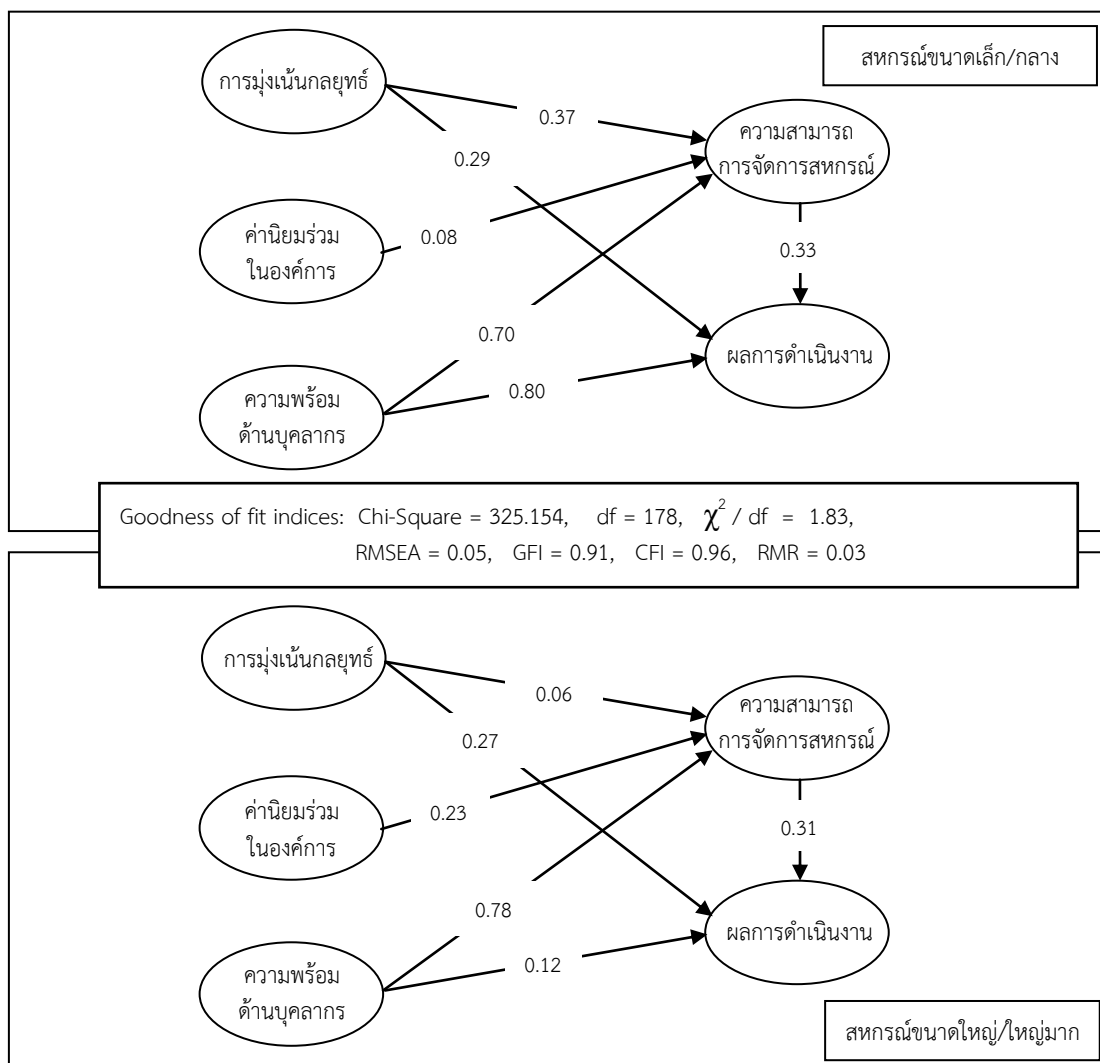 สหกรณ์ขนาดเล็ก/กลาง
การมุ่งเน้นกลยุทธ์
0.37
ความสามารถ
การจัดการสหกรณ์
0.29
ค่านิยมร่วม
ในองค์การ
0.08
0.33
0.70
ผลการดำเนินงาน
0.80
ความพร้อม
ด้านบุคลากร
Goodness of fit indices: Chi-Square = 325.154, df = 178, χ² / df = 1.83,
RMSEA = 0.05, GFI = 0.91, CFI = 0.96, RMR = 0.03
การมุ่งเน้นกลยุทธ์
0.06
ความสามารถ
การจัดการสหกรณ์
0.27
ค่านิยมร่วม
ในองค์การ
0.23
0.31
0.78
ผลการดำเนินงาน
0.12
ความพร้อม
ด้านบุคลากร
สหกรณ์ขนาดใหญ่/ใหญ่มาก